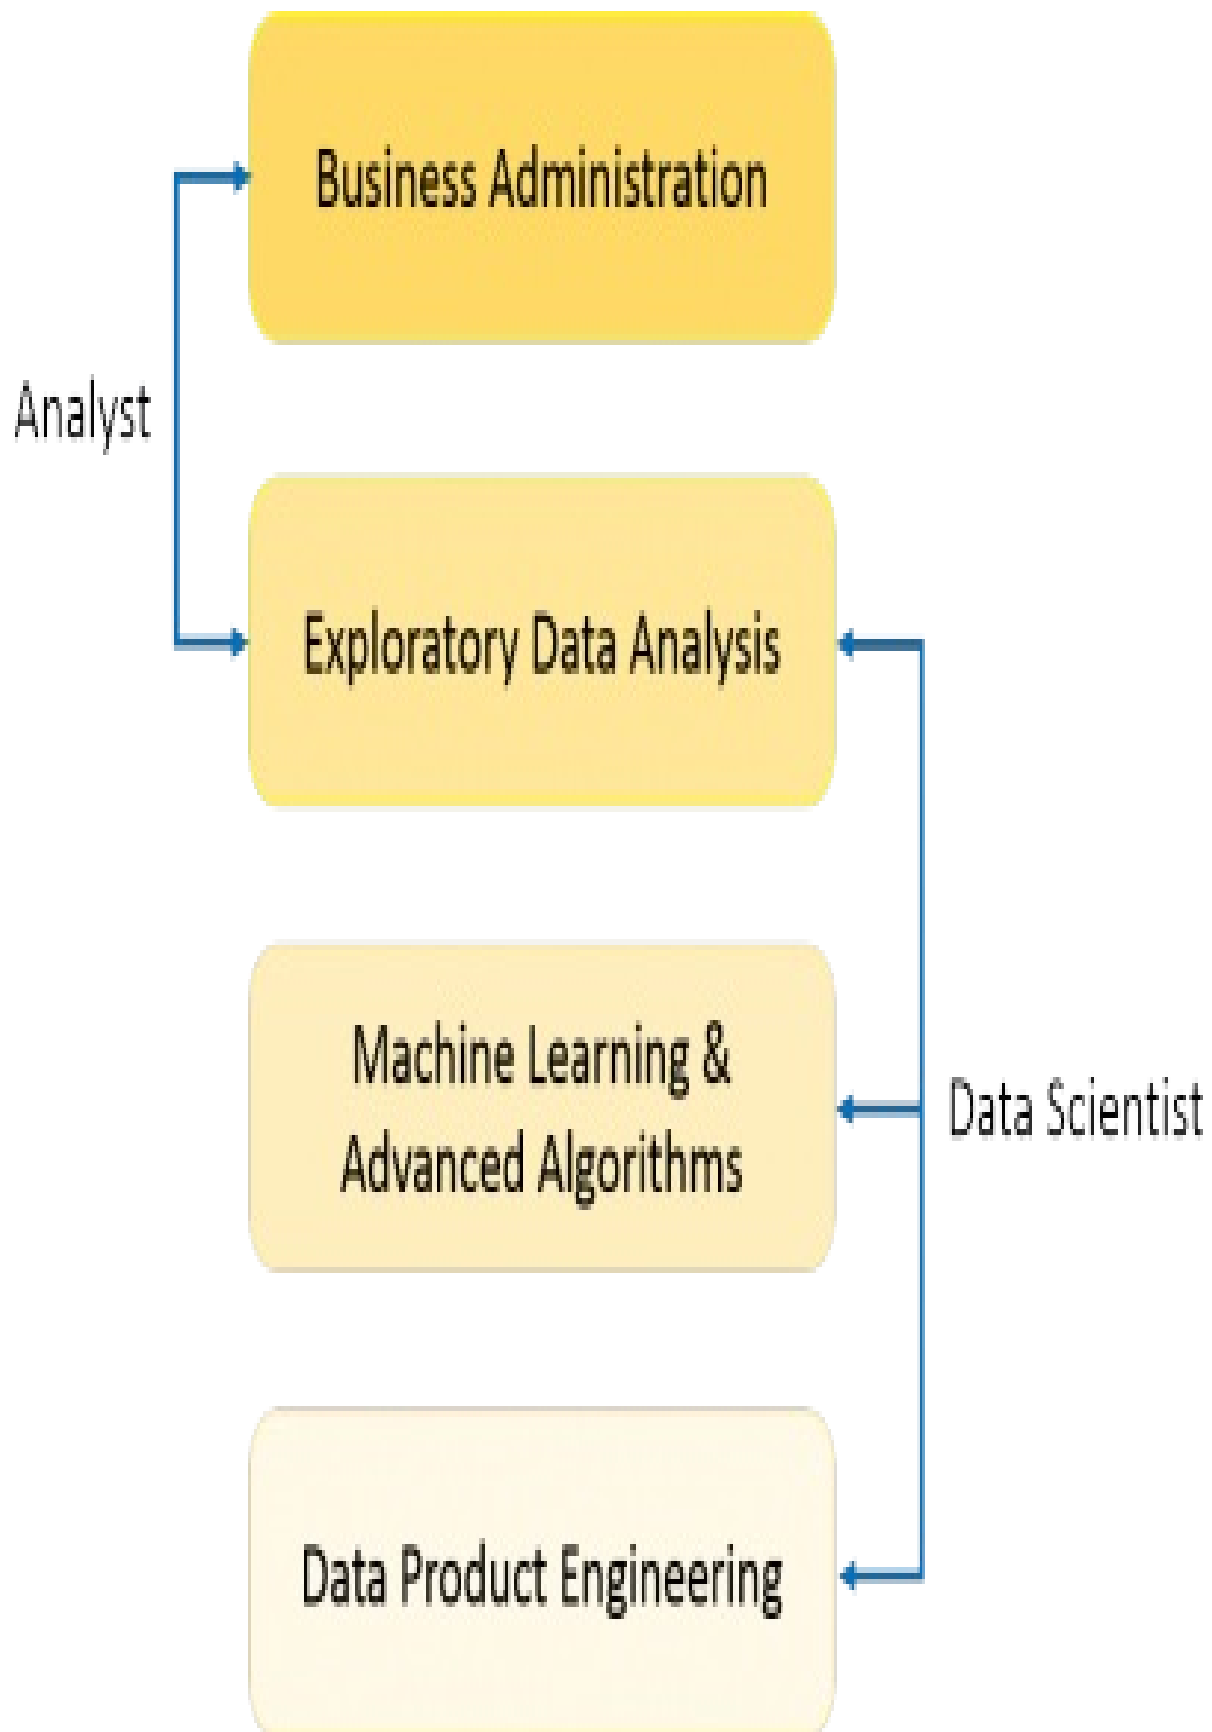 Business Administration
Analyst
Exploratory Data Analysis
Machine Learning &
Advanced Algorithms
Data Scientist
Data Product Engineering